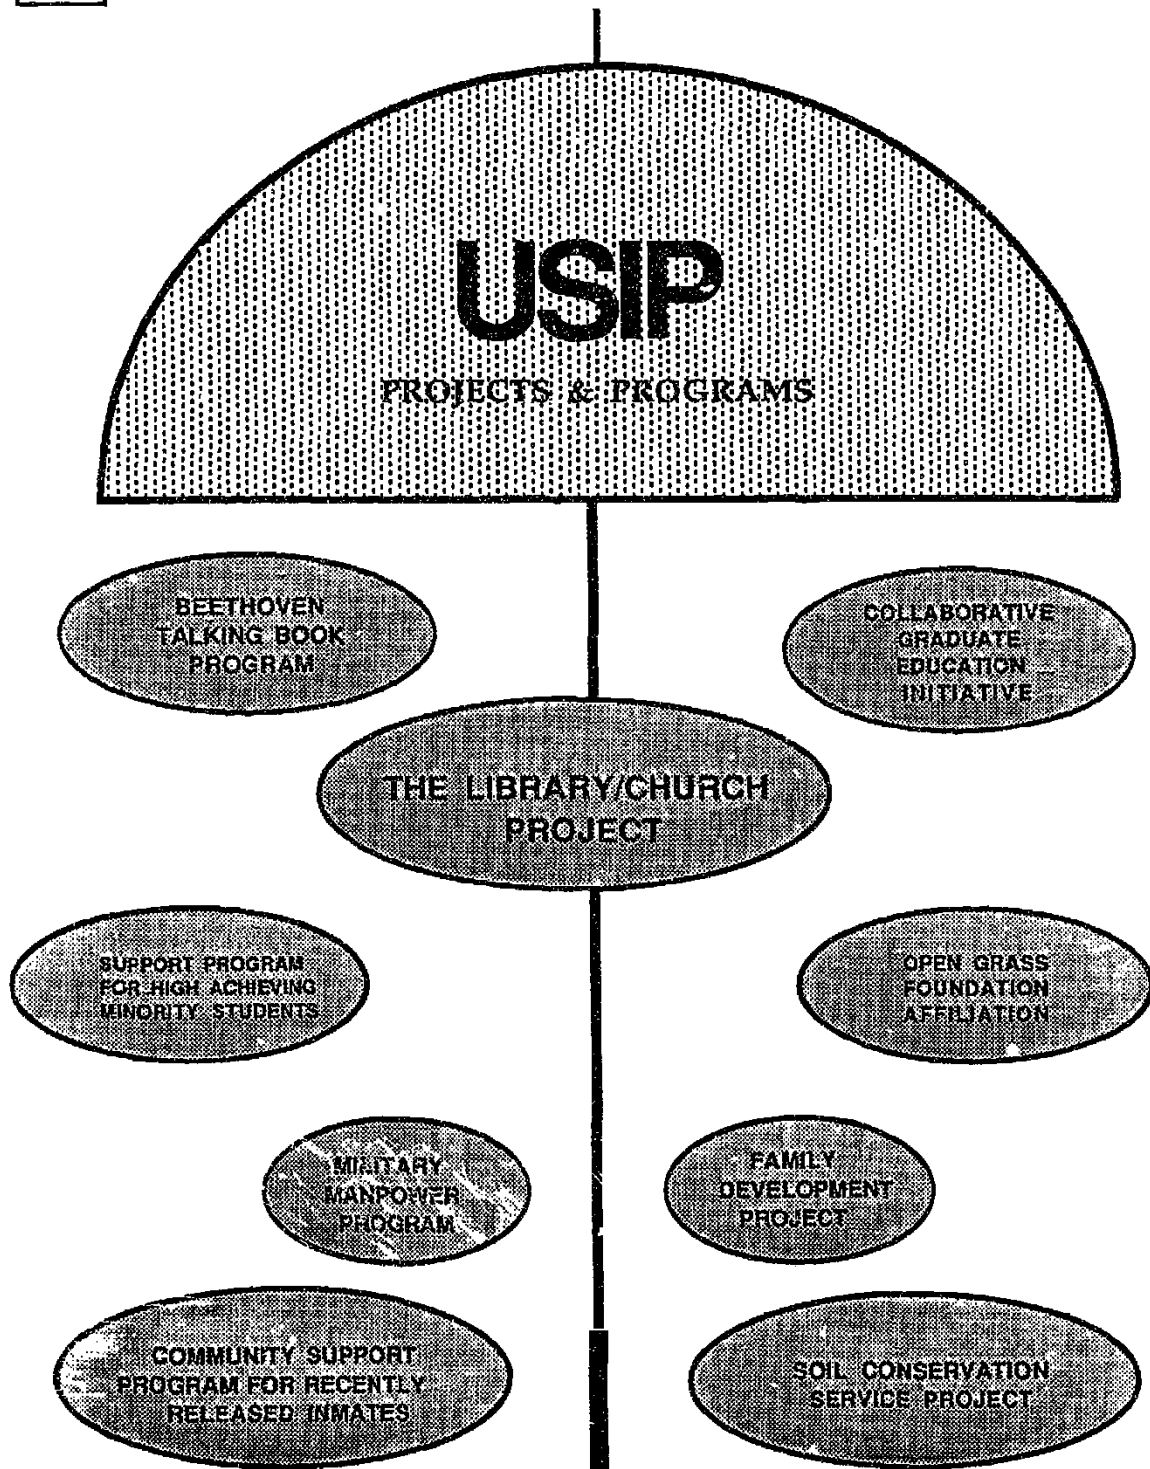 USIP
PROJECTS & PROGRAMS
BEETHOVEN
TALKING BOOK
PROGRAM
COLLABORATIVE
GRADUATE
EDUCATION
INITIATIVE
THE LIBRARY/CHURCH
PROJECT
SUPPORT PROGRAM
FOR HIGH ACHIEVING
MINORITY STUDENTS
OPEN GRASS
FOUNDATION
AFFILIATION
MILITARY
MANPOWER
PROGRAM
FAMILY
DEVELOPMENT
PROJECT
COMMUNITY SUPPORT
PROGRAM FOR RECENTLY
RELEASED INMATES
SOIL CONSERVATION
SERVICE PROJECT